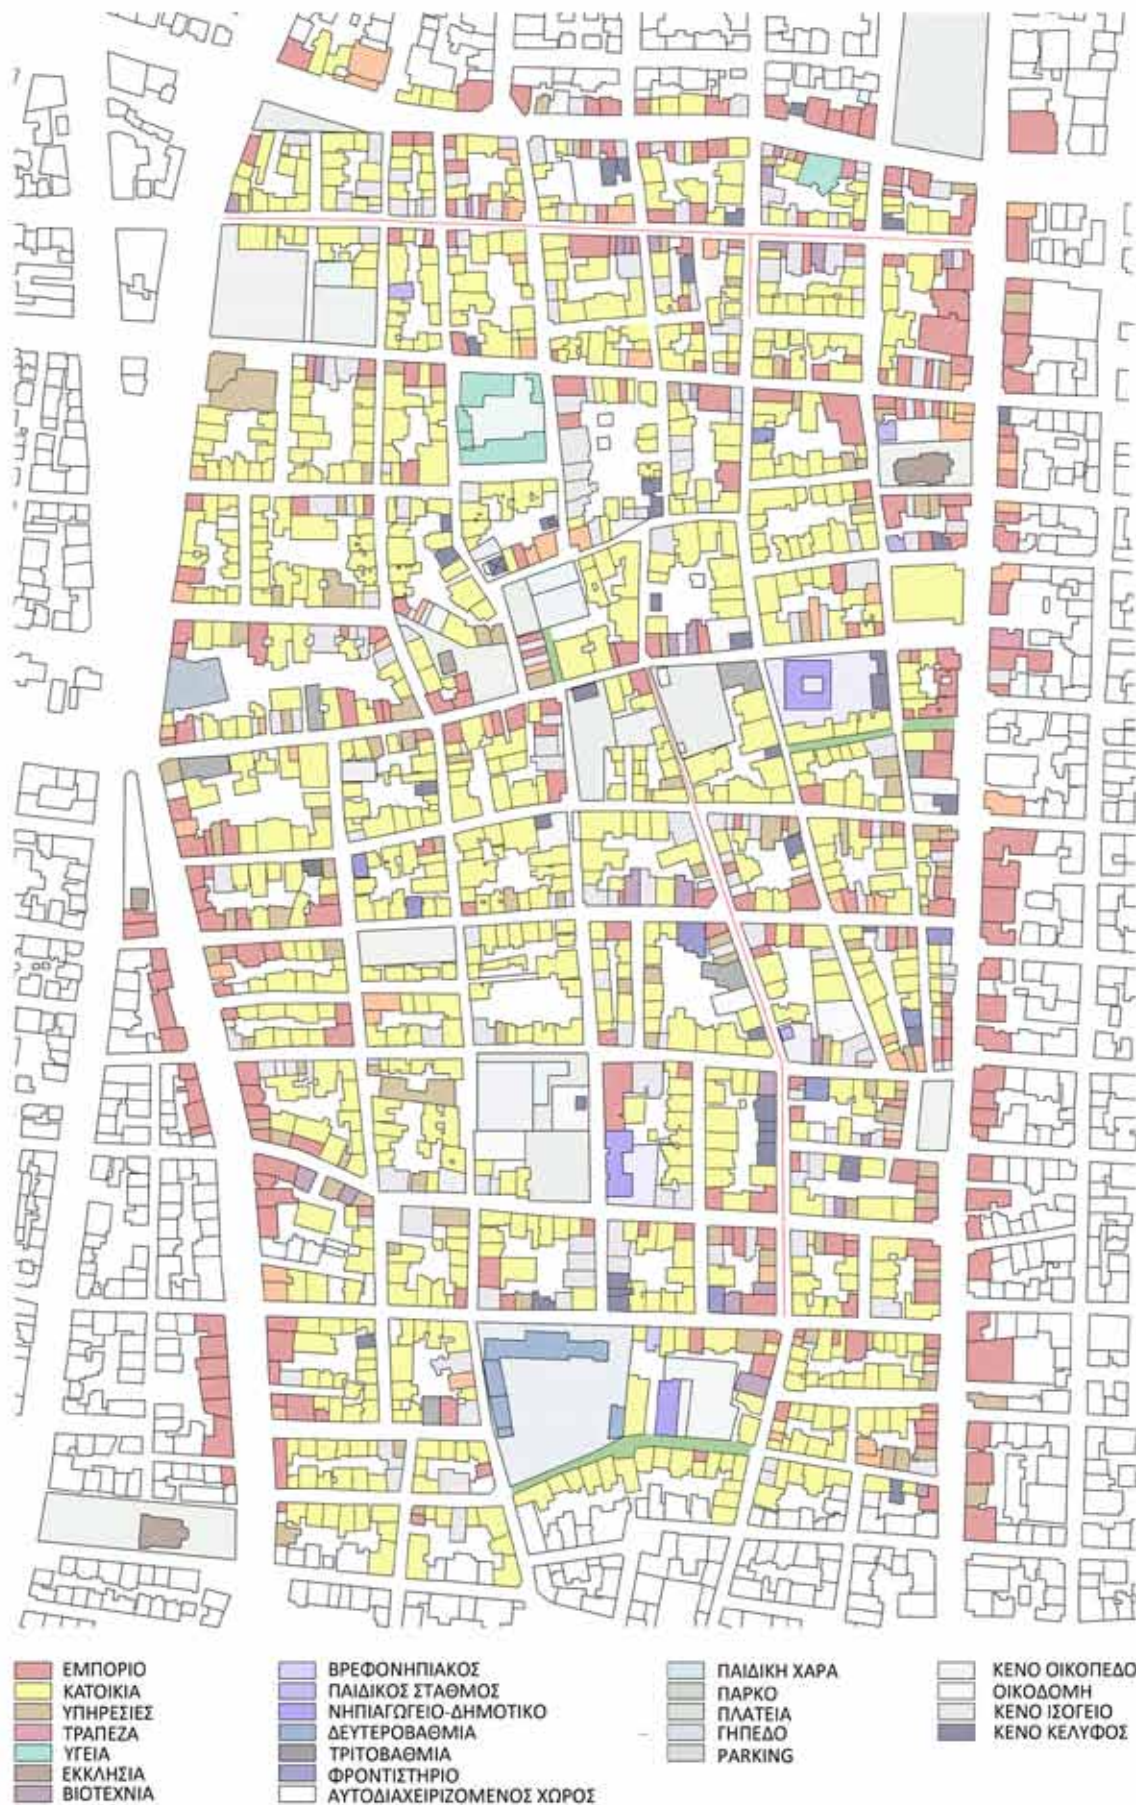 ΕΜΠΟΡΙΟ
ΚΑΤΟΙΚΙΑ
ΥΠΗΡΕΣΙΕΣ
ΤΡΑΠΕΖΑ
ΥΓΕΙΑ
ΕΚΚΛΗΣΙΑ
ΒΙΟΤΕΧΝΙΑ
ΒΡΕΦΟΝΗΠΙΑΚΟΣ
ΠΑΙΔΙΚΟΣ ΣΤΑΘΜΟΣ
ΝΗΠΙΑΓΩΓΕΙΟ-ΔΗΜΟΤΙΚΟ
ΔΕΥΤΕΡΟΒΑΘΜΙΑ
ΤΡΙΤΟΒΑΘΜΙΑ
ΦΡΟΝΤΙΣΤΗΡΙΟ
ΑΥΤΟΔΙΑΧΕΙΡΙΖΟΜΕΝΟΣ ΧΩΡΟΣ
ΠΑΙΔΙΚΗ ΧΑΡΑ
ΠΑΡΚΟ
ΠΛΑΤΕΙΑ
ΓΗΠΕΔΟ
PARKING
ΚΕΝΟ ΟΙΚΟΠΕΔΟ
ΟΙΚΟΔΟΜΗ
ΚΕΝΟ ΙΣΟΓΕΙΟ
ΚΕΝΟ ΚΕΛΥΦΟΣ